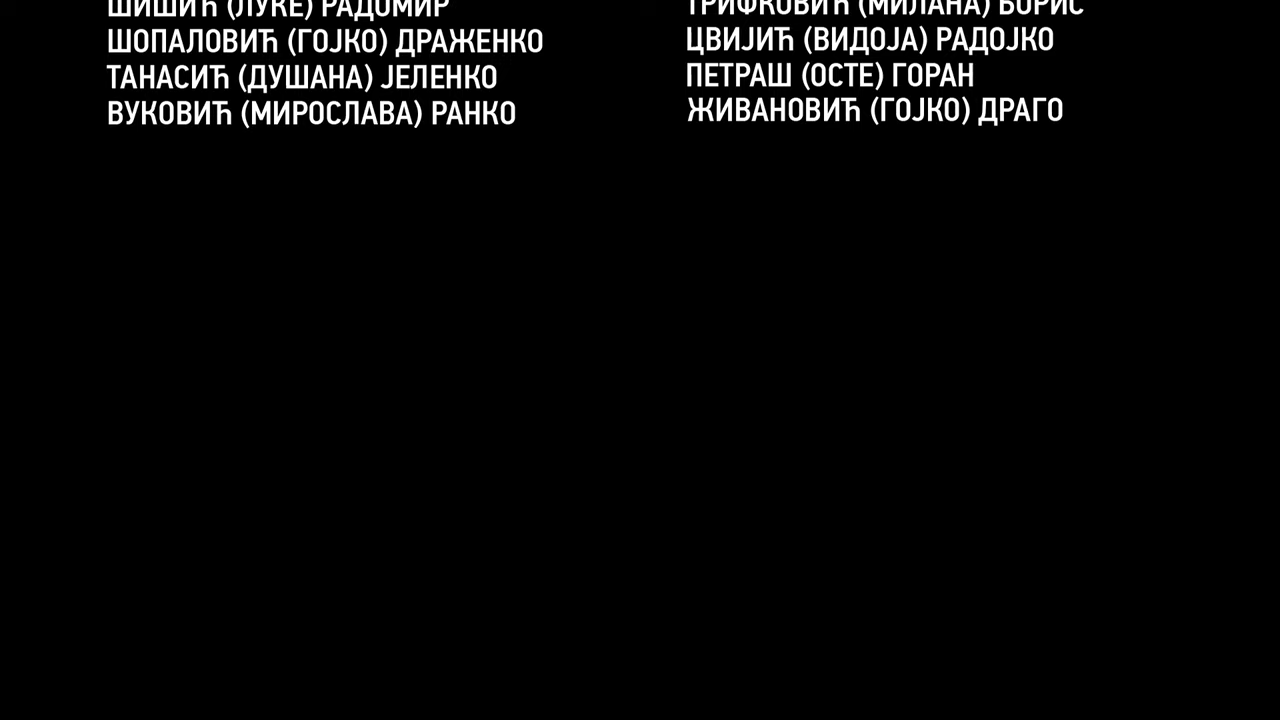 ШИШИЋ (ЛУКЕ) РАДОМИР
ШОПАЛОВИЋ (ГОЈКО) ДРАЖЕНКО
ТАНАСИЋ (ДУШАНА) ЈЕЛЕНКО
ВУКОВИЋ (МИРОСЛАВА) РАНКО
ТРИФКОВИЋ (МИЛАНА) БОРИС
ЦВИЈИЋ (ВИДОЈА) РАДОЈКО
ПЕТРАШ (ОСТЕ) ГОРАН
ЖИВАНОВИЋ (ГОЈКО) ДРАГО